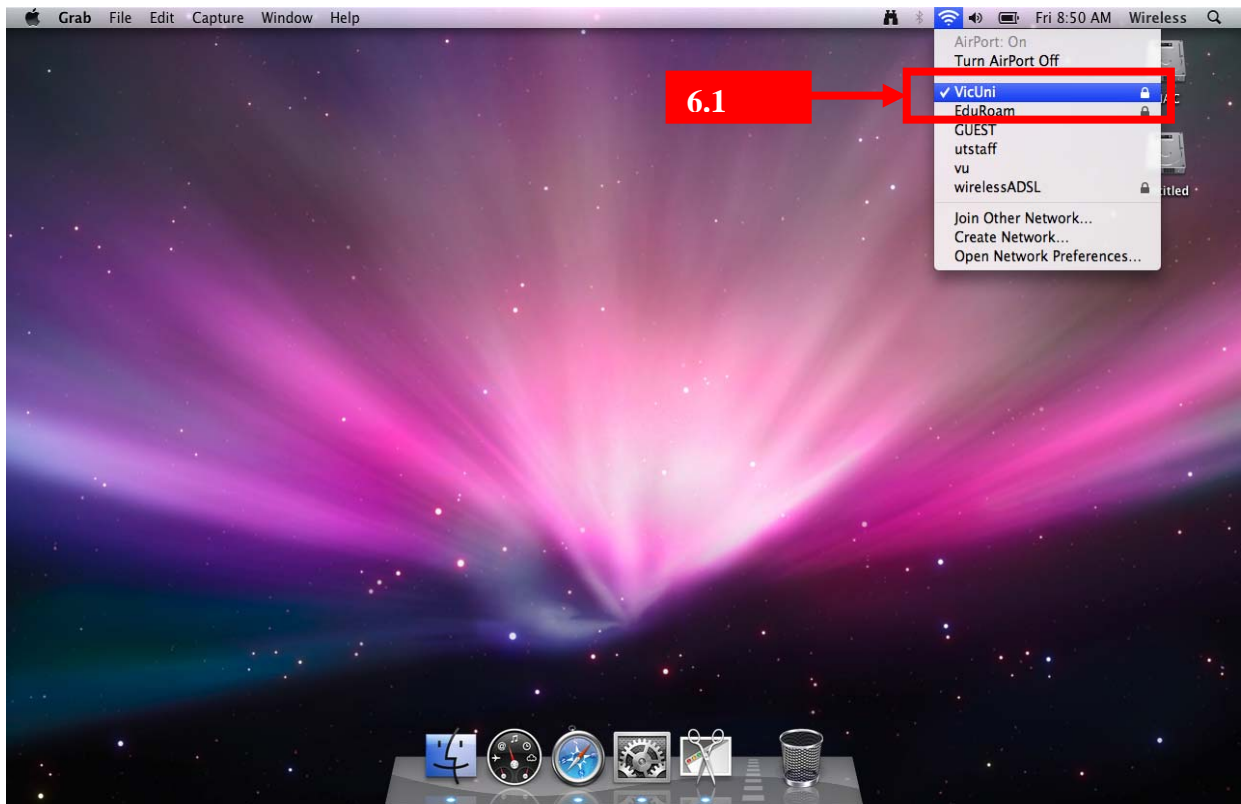 Grab File Edit Capture Window Help Fri 8:50 AM Wireless
AirPort: On
Turn AirPort Off
6.1
VicUni
EduRoam
GUEST
utstaff
vu
wirelessADSL
Join Other Network...
Create Network...
Open Network Preferences...